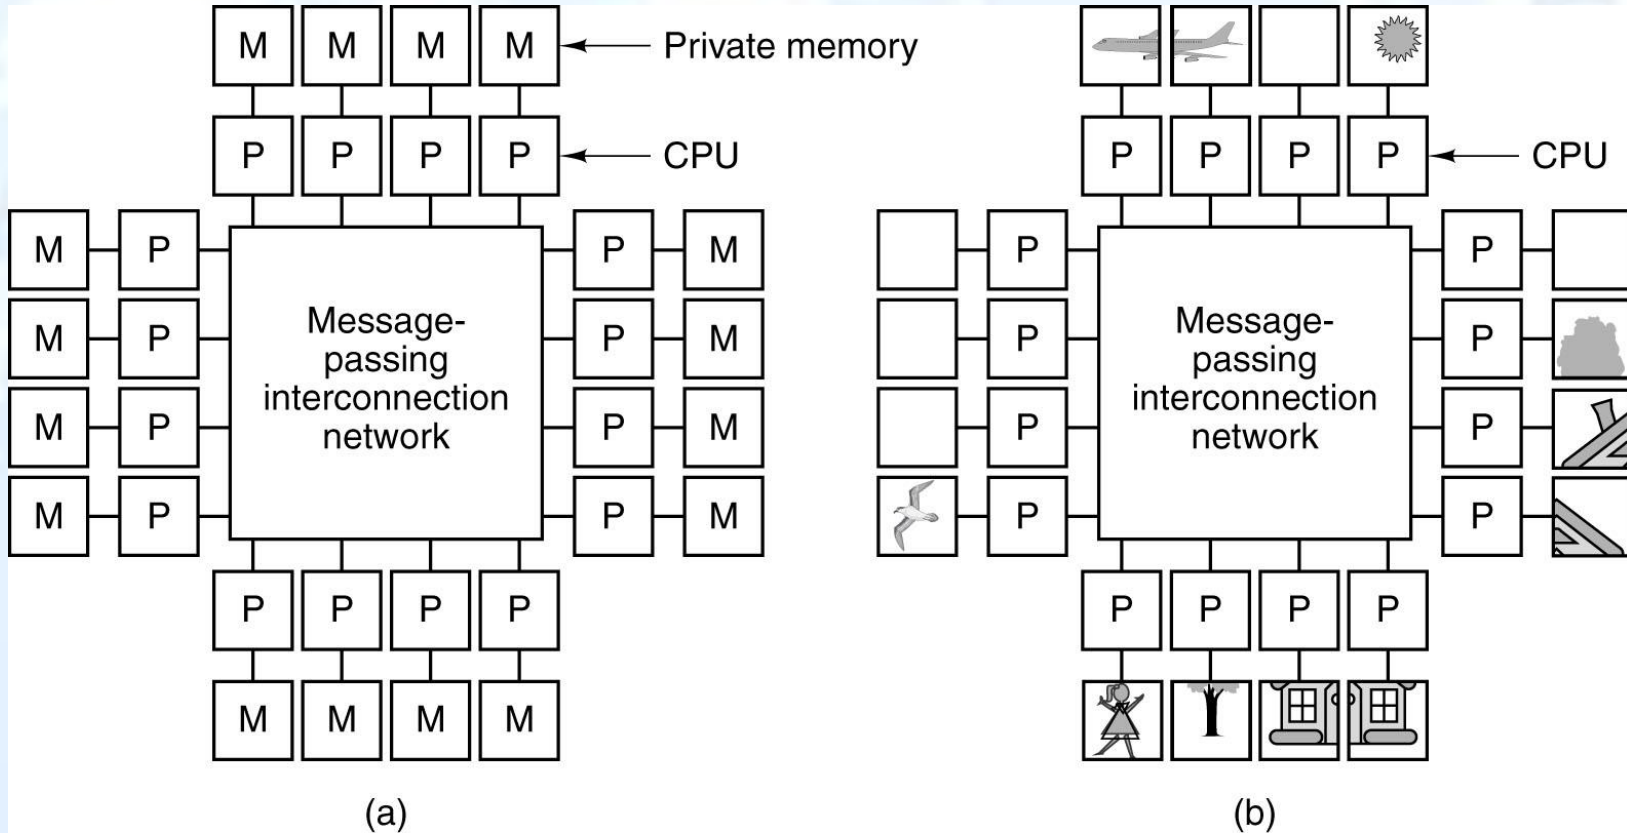 M M M M Private memory
P P P P CPU
M P P M
M P P M
M P P M
M P P M
Message-
passing
interconnection
network
P P P P
M M M M
(a)
P P P P CPU
P P
P P
P P
P P
Message-
passing
interconnection
network
P P P P
(b)